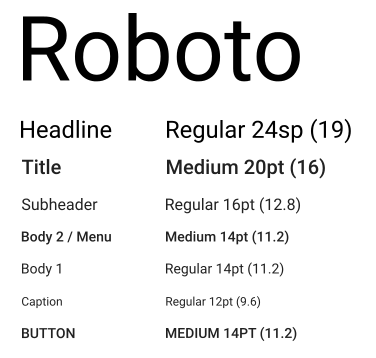 Roboto
Headline Regular 24sp (19)
Title Medium 20pt (16)
Subheader Regular 16pt (12.8)
Body 2 / Menu Medium 14pt (11.2)
Body 1 Regular 14pt (11.2)
Caption Regular 12pt (9.6)
BUTTON MEDIUM 14PT (11.2)